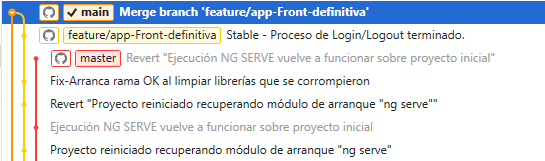 main Merge branch 'feature/app-Front-definitiva'
feature/app-Front-definitiva Stable - Proceso de Login/Logout terminado.
master Revert "Ejecución NG SERVE vuelve a funcionar sobre proyecto inicial"
Fix-Arranca rama OK al limpiar librerías que se corrompieron
Revert "Proyecto reiniciado recuperando módulo de arranque "ng serve""
Ejecución NG SERVE vuelve a funcionar sobre proyecto inicial
Proyecto reiniciado recuperando módulo de arranque "ng serve"